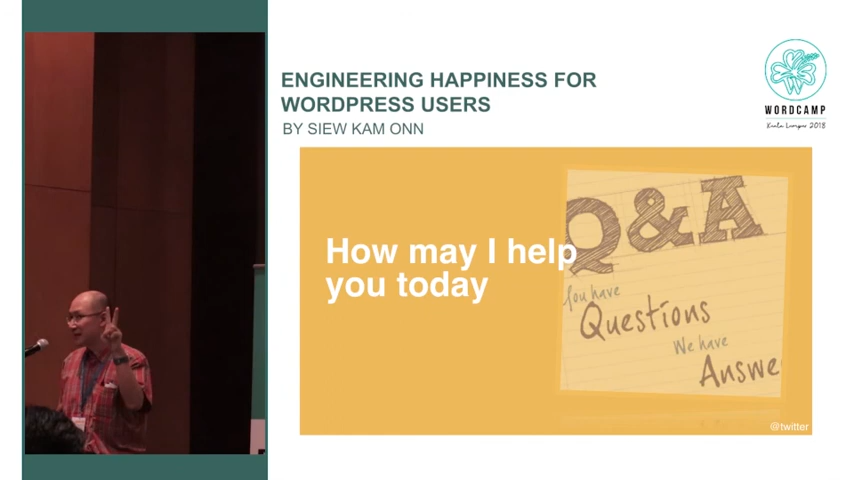 ENGINEERING HAPPINESS FOR
WORDPRESS USERS
BY SIEW KAM ONN
WORDCAMP
Kuala Lumpur 2018
How may I help
you today
Q&A
You have
Questions
We have
Answe
@twitter